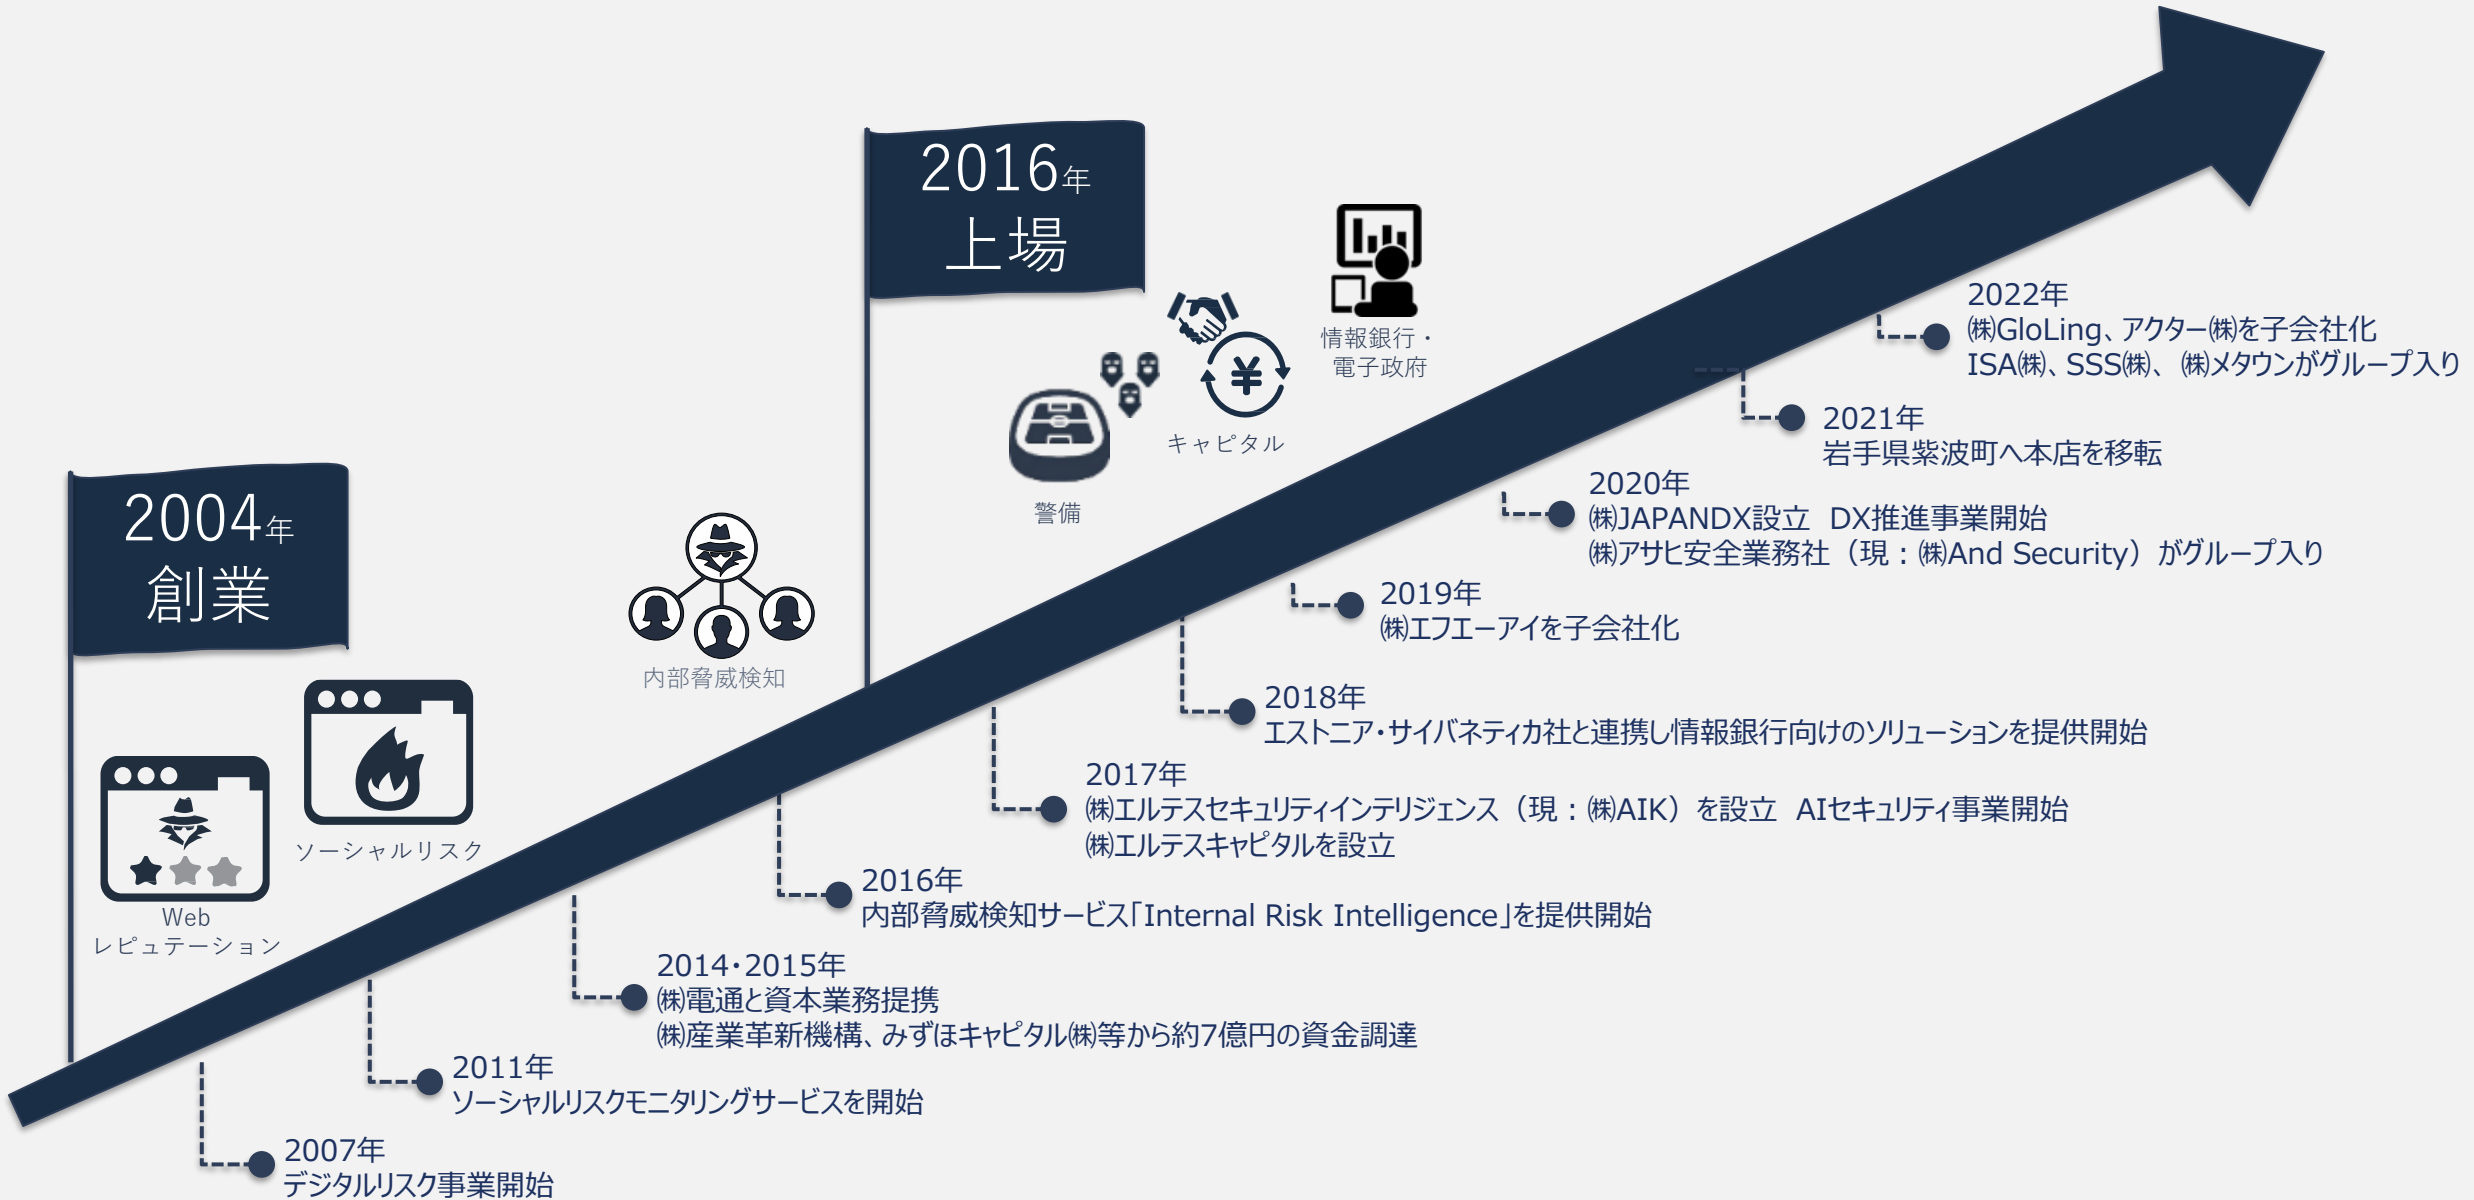 2004年
創業
2016年
上場
Web
レピュテーション
ソーシャルリスク
内部脅威検知
警備
キャピタル
情報銀行・
電子政府
2007年
デジタルリスク事業開始
2011年
ソーシャルリスクモニタリングサービスを開始
2014・2015年
㈱電通と資本業務提携
㈱産業革新機構、みずほキャピタル㈱等から約7億円の資金調達
2016年
内部脅威検知サービス「Internal Risk Intelligence」を提供開始
2017年
㈱エルテスセキュリティインテリジェンス（現：㈱AIK）を設立　AIセキュリティ事業開始
㈱エルテスキャピタルを設立
2018年
エストニア・サイバネティカ社と連携し情報銀行向けのソリューションを提供開始
2019年
㈱エフエーアイを子会社化
2020年
㈱JAPANDX設立　DX推進事業開始
㈱アサヒ安全業務社（現：㈱And Security）がグループ入り
2021年
岩手県紫波町へ本店を移転
2022年
㈱GloLing、アクター㈱を子会社化
ISA㈱、SSS㈱、㈱メタウンがグループ入り